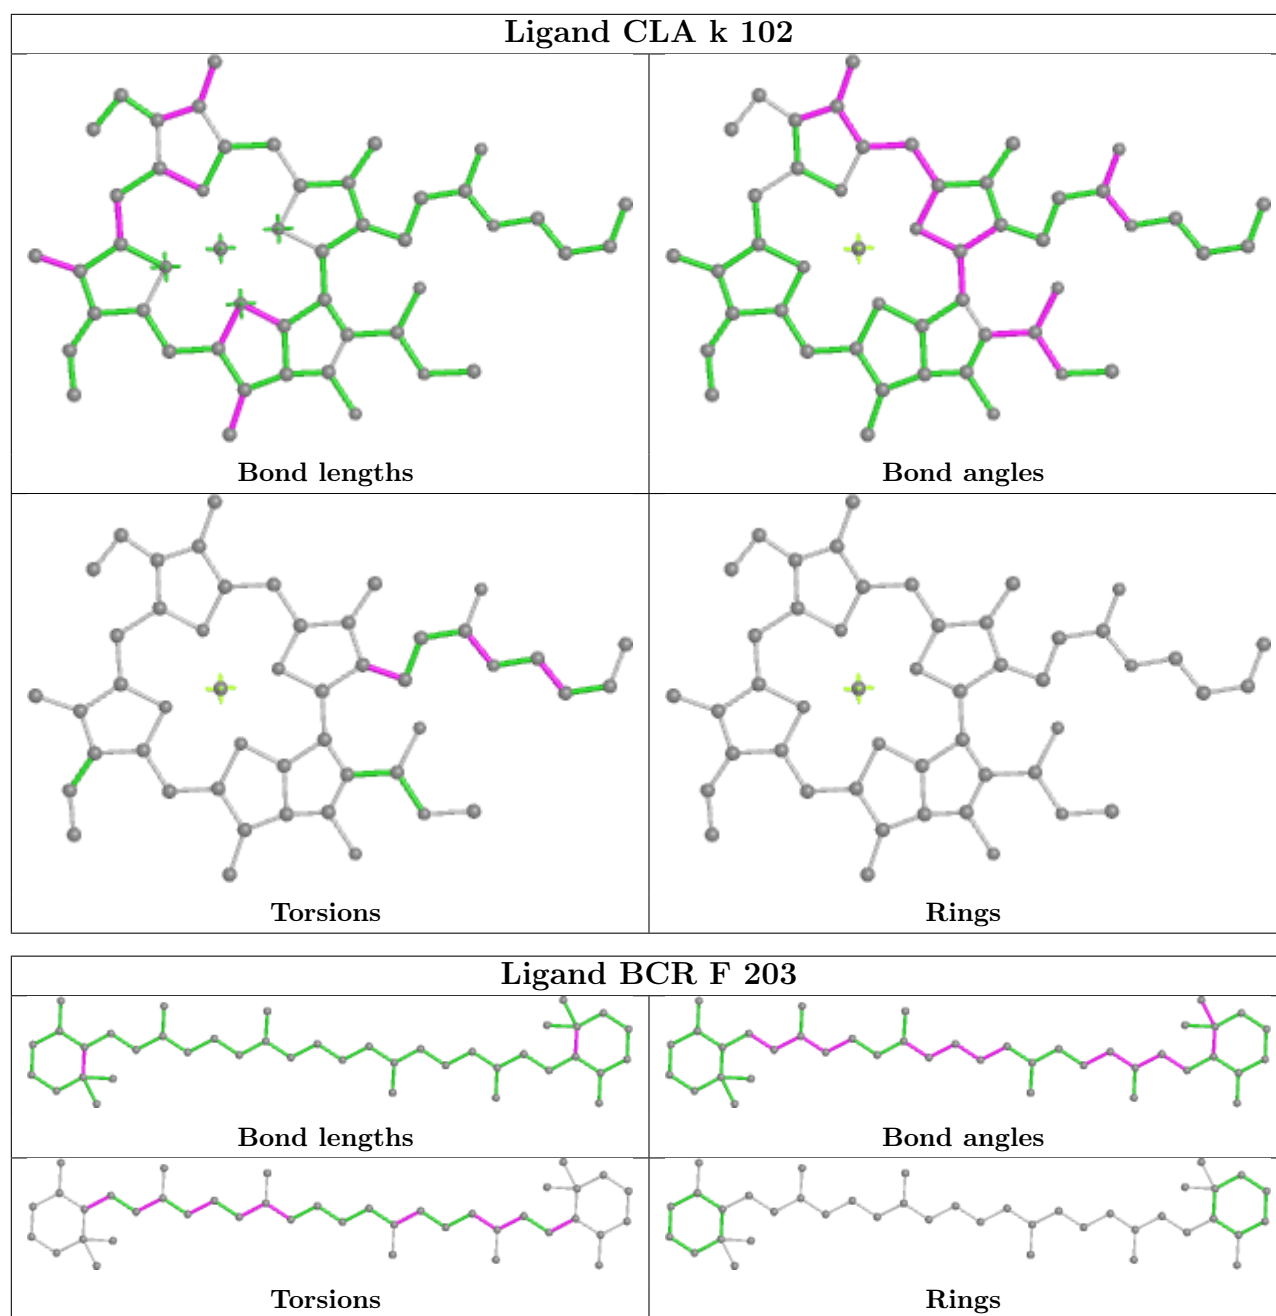 Ligand CLA k 102
Bond lengths
Bond angles
Torsions
Rings
Ligand BCR F 203
Bond lengths
Bond angles
Torsions
Rings